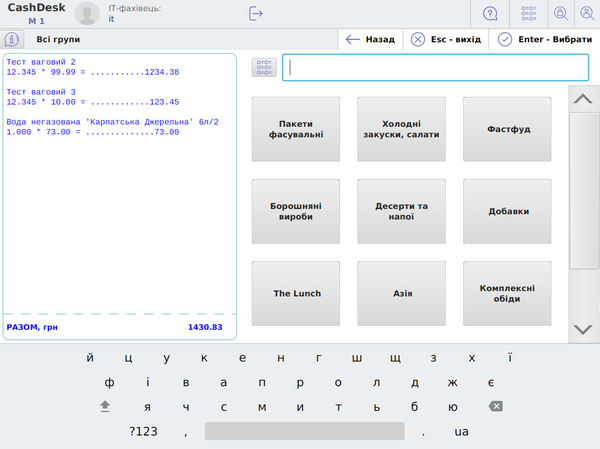 CashDesk
М 1
ІТ-фахівець:
it
Всі групи
Назад
Esc - вихід
Enter - Вибрати
Тест ваговий 2
12.345 * 99.99 = ...........1234.38
Тест ваговий 3
12.345 * 10.00 = ............123.45
Вода негазована 'Карпатська Джерельна' 6л/2
1.000 * 73.00 = ..............73.00
РАЗОМ, грн 1430.83
Пакети фасувальні
Холодні закуски, салати
Фастфуд
Борошняні вироби
Десерти та напої
Добавки
The Lunch
Азія
Комплексні обіди
й ц у к е н г ш щ з х ї
ф і в а п р о л д ж є
я ч с м и т ь б ю
?123 , . ua